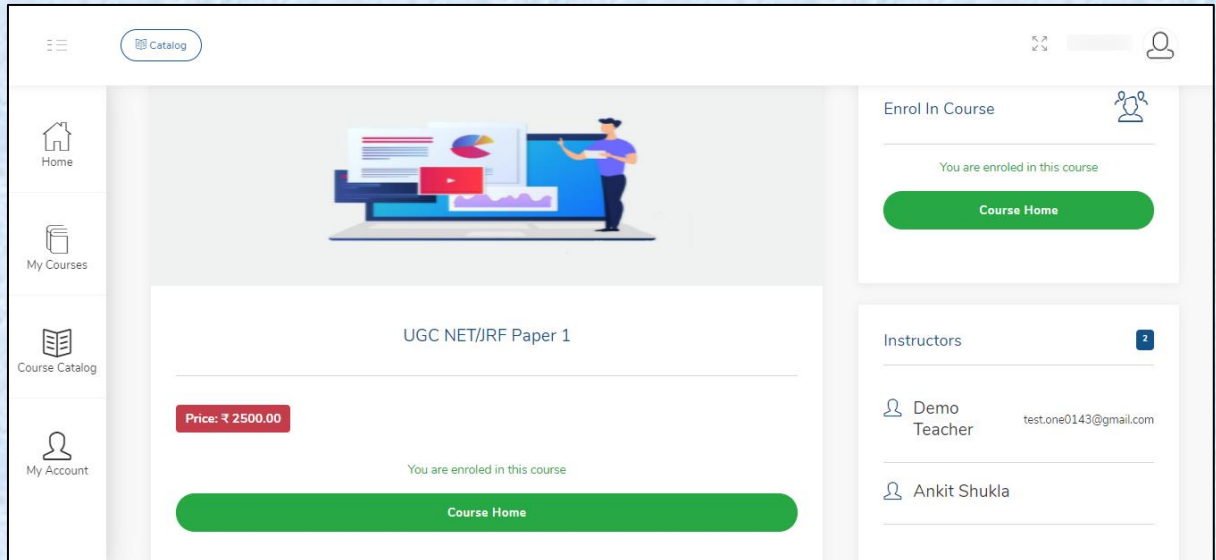 Catalog
Home
My Courses
Course Catalog
My Account
UGC NET/JRF Paper 1
Price: ₹ 2500.00
You are enroled in this course
Course Home
Enrol In Course
You are enroled in this course
Course Home
Instructors
2
Demo
Teacher
test.one0143@gmail.com
Ankit Shukla